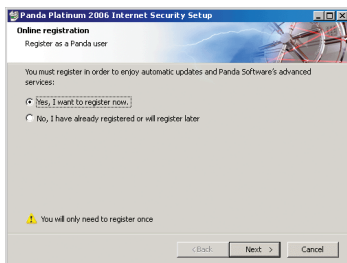 Panda Platinum 2006 Internet Security Setup
Online registration
Register as a Panda user
You must register in order to enjoy automatic updates and Panda Software's advanced
services:
Yes, I want to register now.
No, I have already registered or will register later
You will only need to register once
< Back Next > Cancel